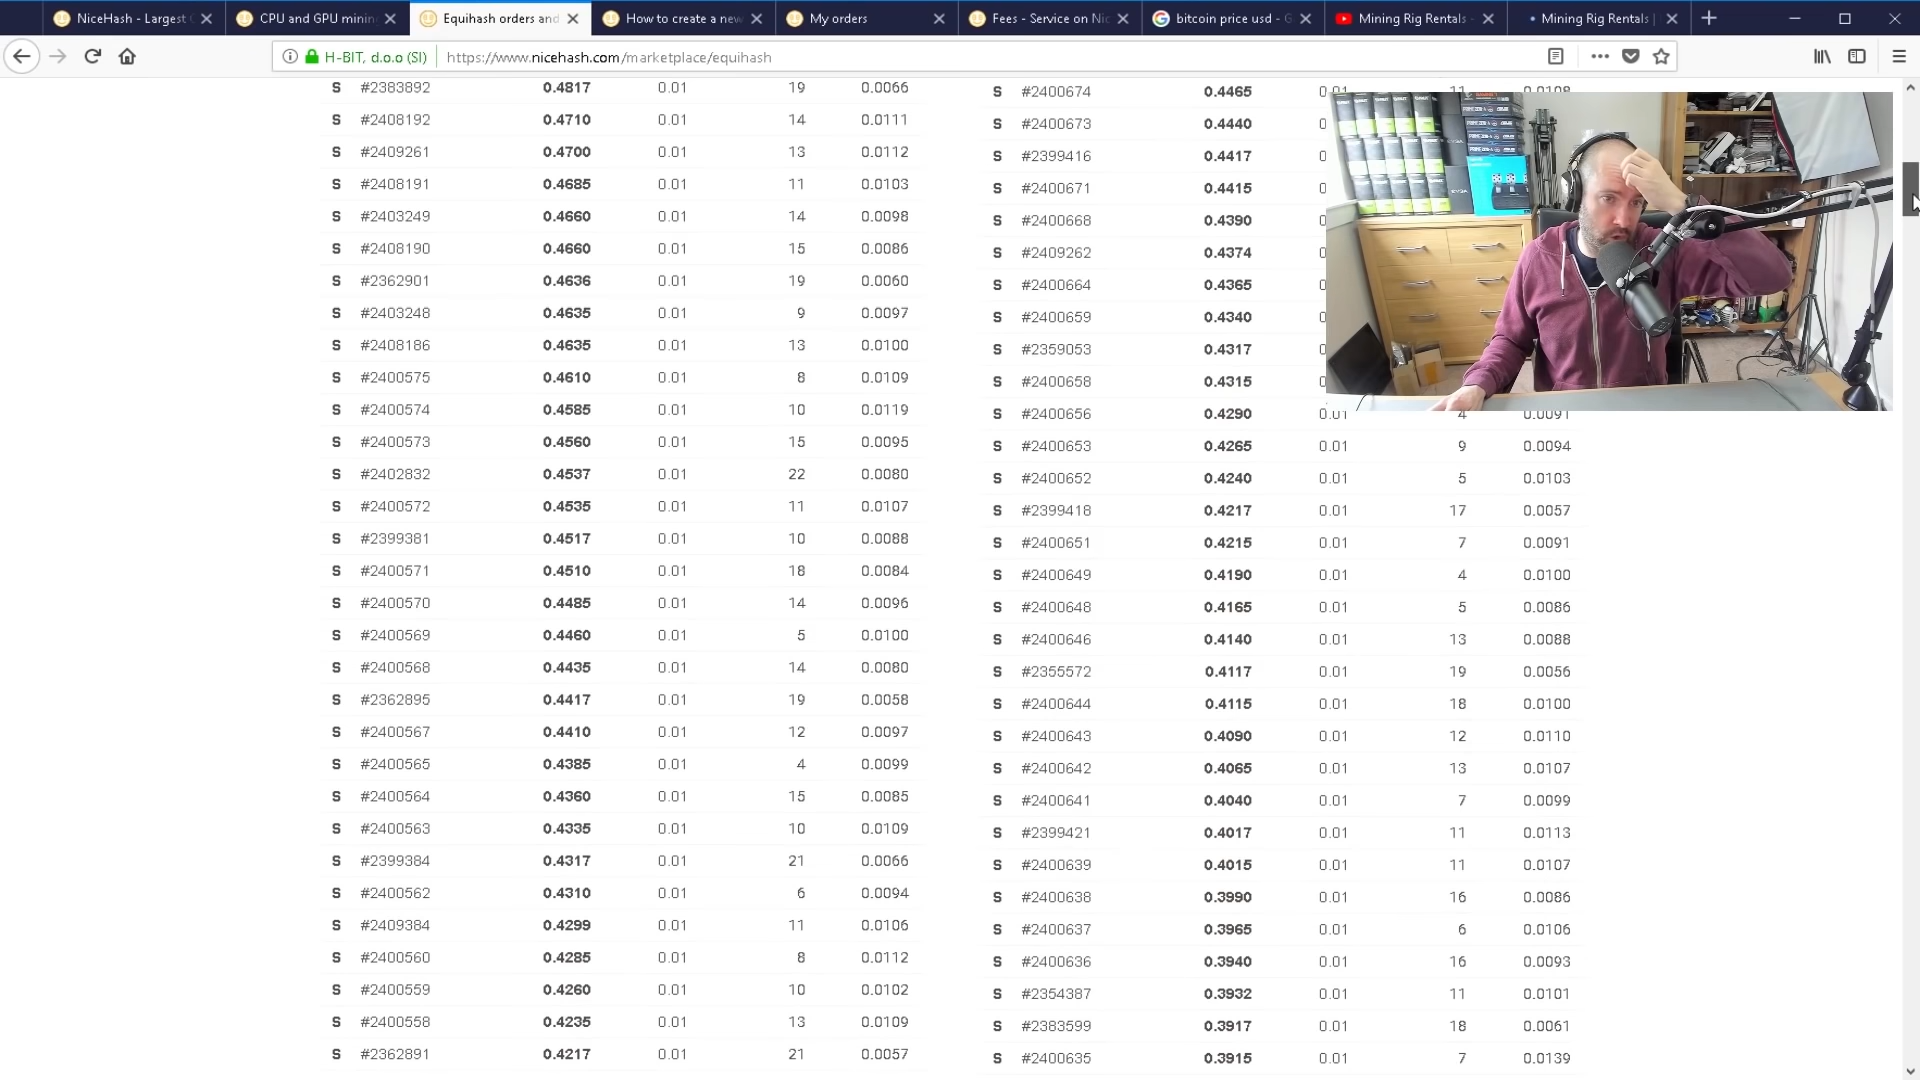 NiceHash - Largest C
CPU and GPU minin
Equihash orders and
How to create a new
My orders
Fees - Service on Nic
bitcoin price usd - G
Mining Rig Rentals -
Mining Rig Rentals |
H-BIT, d.o.o (SI) https://www.nicehash.com/marketplace/equihash
S #2383892 0.4817 0.01 19 0.0066
S #2408192 0.4710 0.01 14 0.0111
S #2409261 0.4700 0.01 13 0.0112
S #2408191 0.4685 0.01 11 0.0103
S #2403249 0.4660 0.01 14 0.0098
S #2408190 0.4660 0.01 15 0.0086
S #2362901 0.4636 0.01 19 0.0060
S #2403248 0.4635 0.01 9 0.0097
S #2408186 0.4635 0.01 13 0.0100
S #2400575 0.4610 0.01 8 0.0109
S #2400574 0.4585 0.01 10 0.0119
S #2400573 0.4560 0.01 15 0.0095
S #2402832 0.4537 0.01 22 0.0080
S #2400572 0.4535 0.01 11 0.0107
S #2399381 0.4517 0.01 10 0.0088
S #2400571 0.4510 0.01 18 0.0084
S #2400570 0.4485 0.01 14 0.0096
S #2400569 0.4460 0.01 5 0.0100
S #2400568 0.4435 0.01 14 0.0080
S #2362895 0.4417 0.01 19 0.0058
S #2400567 0.4410 0.01 12 0.0097
S #2400565 0.4385 0.01 4 0.0099
S #2400564 0.4360 0.01 15 0.0085
S #2400563 0.4335 0.01 10 0.0109
S #2399384 0.4317 0.01 21 0.0066
S #2400562 0.4310 0.01 6 0.0094
S #2409384 0.4299 0.01 11 0.0106
S #2400560 0.4285 0.01 8 0.0112
S #2400559 0.4260 0.01 10 0.0102
S #2400558 0.4235 0.01 13 0.0109
S #2362891 0.4217 0.01 21 0.0057
S #2400674 0.4465 0.01 11 0.0108
S #2400673 0.4440
S #2399416 0.4417
S #2400671 0.4415
S #2400668 0.4390
S #2409262 0.4374
S #2400664 0.4365
S #2400659 0.4340
S #2359053 0.4317
S #2400658 0.4315
S #2400656 0.4290 0.01 4 0.0091
S #2400653 0.4265 0.01 9 0.0094
S #2400652 0.4240 0.01 5 0.0103
S #2399418 0.4217 0.01 17 0.0057
S #2400651 0.4215 0.01 7 0.0091
S #2400649 0.4190 0.01 4 0.0100
S #2400648 0.4165 0.01 5 0.0086
S #2400646 0.4140 0.01 13 0.0088
S #2355572 0.4117 0.01 19 0.0056
S #2400644 0.4115 0.01 18 0.0100
S #2400643 0.4090 0.01 12 0.0110
S #2400642 0.4065 0.01 13 0.0107
S #2400641 0.4040 0.01 7 0.0099
S #2399421 0.4017 0.01 11 0.0113
S #2400639 0.4015 0.01 11 0.0107
S #2400638 0.3990 0.01 16 0.0086
S #2400637 0.3965 0.01 6 0.0106
S #2400636 0.3940 0.01 16 0.0093
S #2354387 0.3932 0.01 11 0.0101
S #2383599 0.3917 0.01 18 0.0061
S #2400635 0.3915 0.01 7 0.0139